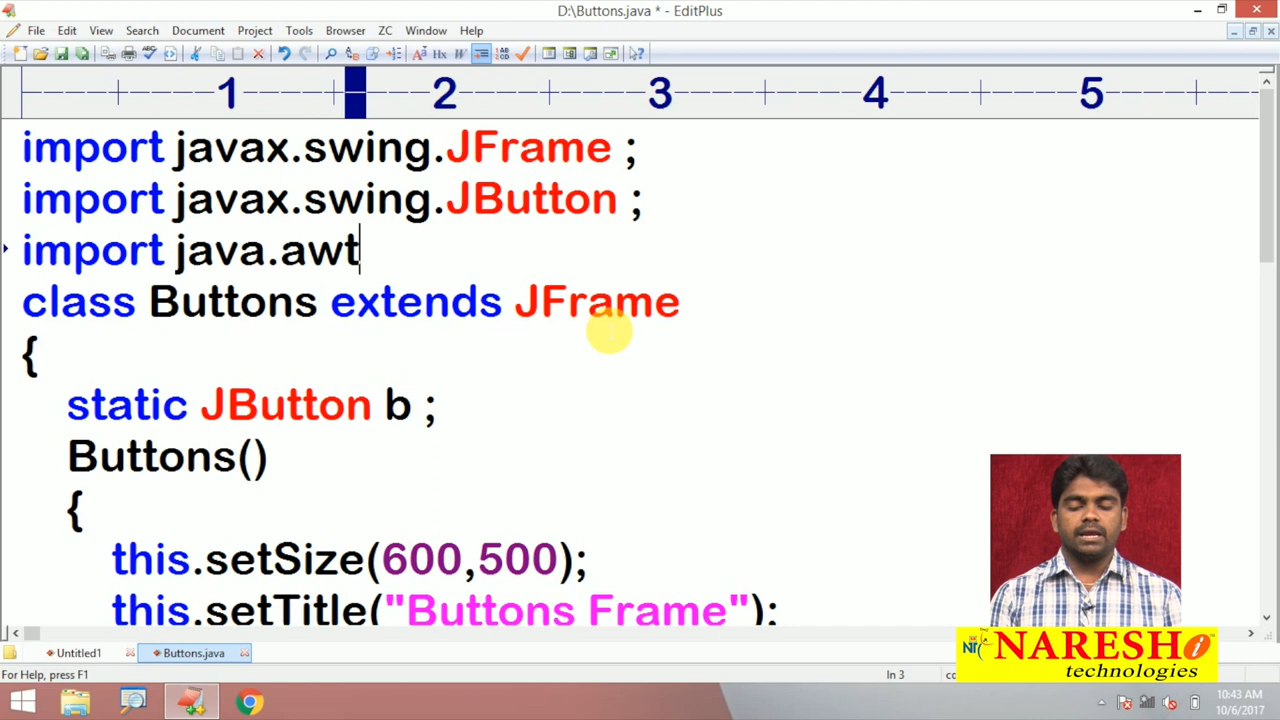 D:\Buttons.java * - EditPlus
File Edit View Search Document Project Tools Browser ZC Window Help
1 2 3 4 5
import javax.swing.JFrame ;
import javax.swing.JButton ;
import java.awt
class Buttons extends JFrame
{
static JButton b ;
Buttons()
{
this.setSize(600,500);
this.setTitle("Buttons Frame");
NARESH i
technologies
Untitled1 Buttons.java
For Help, press F1 ln 3
10:43 AM
10/6/2017